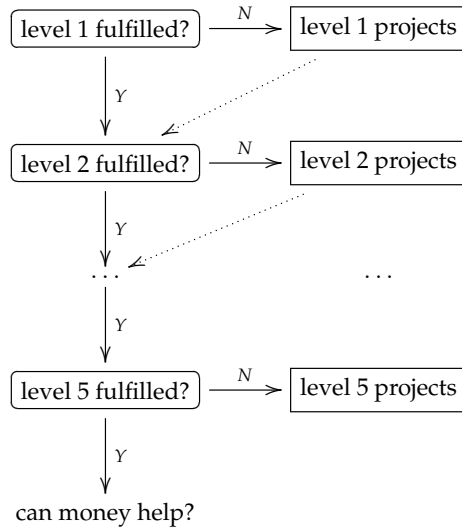 level 1 fulfilled?
N
level 1 projects
Y
level 2 fulfilled?
N
level 2 projects
Y
...
...
Y
level 5 fulfilled?
N
level 5 projects
Y
can money help?